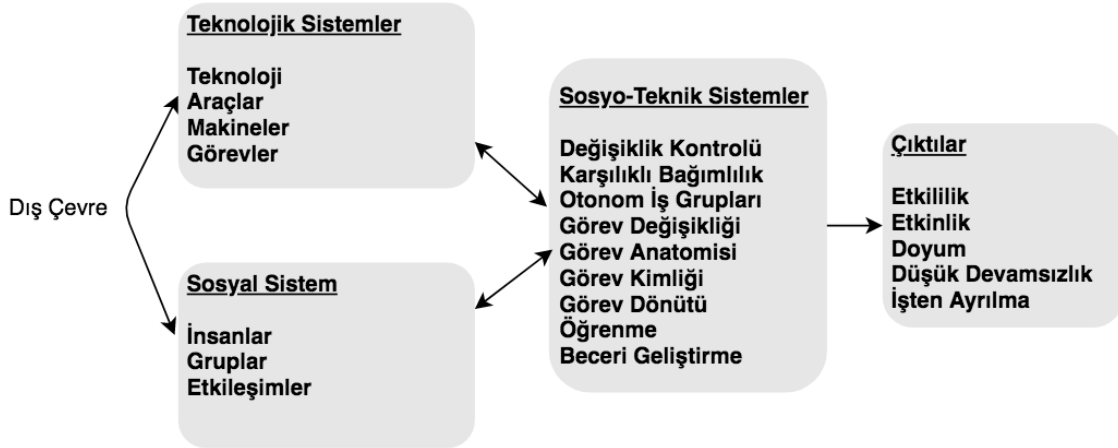 Dış Çevre
Teknolojik Sistemler
Teknoloji
Araçlar
Makineler
Görevler
Sosyal Sistem
İnsanlar
Gruplar
Etkileşimler
Sosyo-Teknik Sistemler
Değişiklik Kontrolü
Karşılıklı Bağımlılık
Otonom İş Grupları
Görev Değişikliği
Görev Anatomisi
Görev Kimliği
Görev Dönütü
Öğrenme
Beceri Geliştirme
Çıktılar
Etkililik
Etkinlik
Doyum
Düşük Devamsızlık
İşten Ayrılma